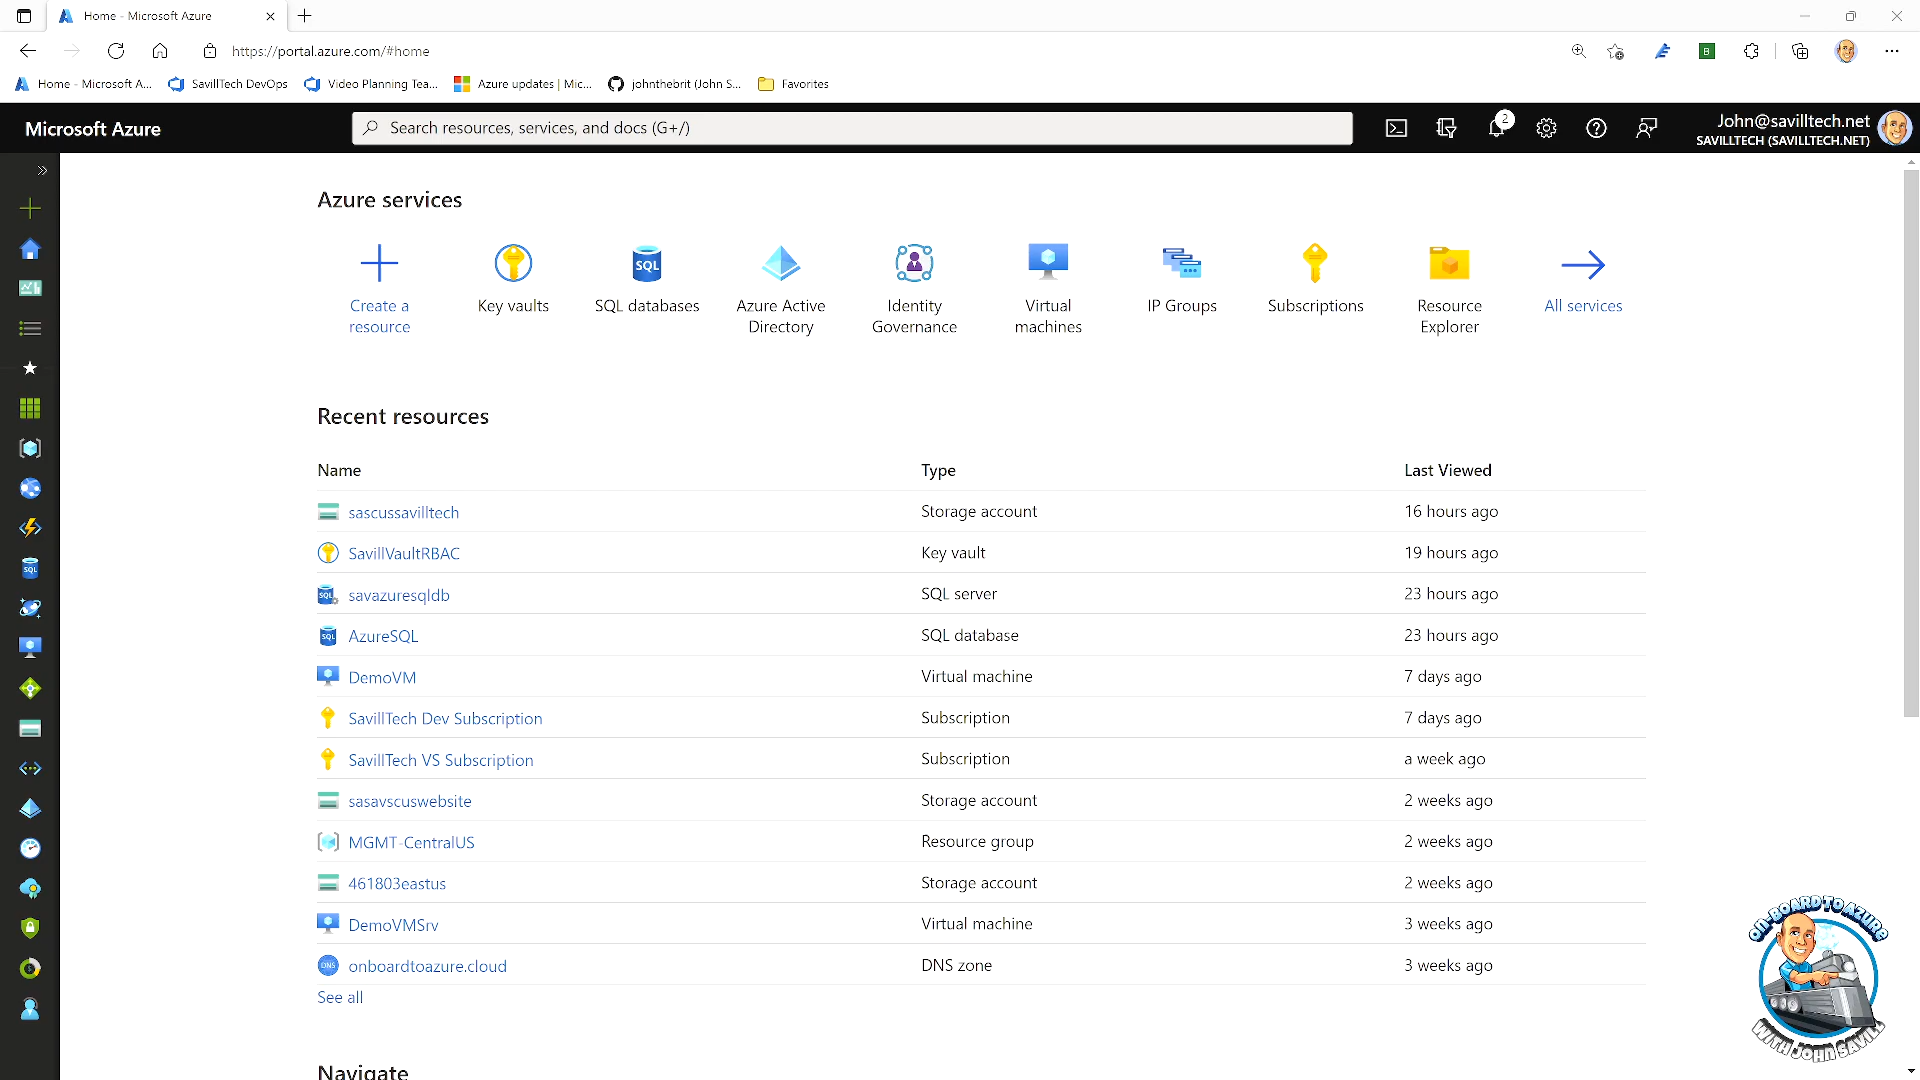 Home - Microsoft Azure
https://portal.azure.com/#home
Home - Microsoft A...
SavillTech DevOps
Video Planning Tea...
Azure updates | Mic...
johnthebrit (John S...
Favorites
Microsoft Azure
Search resources, services, and docs (G+/)
2
John@savilltech.net
SAVILLTECH (SAVILLTECH.NET)
Azure services
Create a
resource
Key vaults
SQL
SQL databases
Azure Active
Directory
Identity
Governance
Virtual
machines
IP Groups
Subscriptions
Resource
Explorer
All services
Recent resources
Name Type Last Viewed
sascussavilltech Storage account 16 hours ago
SavillVaultRBAC Key vault 19 hours ago
savazuresqldb SQL server 23 hours ago
AzureSQL SQL database 23 hours ago
DemoVM Virtual machine 7 days ago
SavillTech Dev Subscription Subscription 7 days ago
SavillTech VS Subscription Subscription a week ago
sasavscuswebsite Storage account 2 weeks ago
MGMT-CentralUS Resource group 2 weeks ago
461803eastus Storage account 2 weeks ago
DemoVMSrv Virtual machine 3 weeks ago
onboardtoazure.cloud DNS zone 3 weeks ago
See all
Navigate
ON-BOARD TO AZURE
WITH JOHN SAVILL